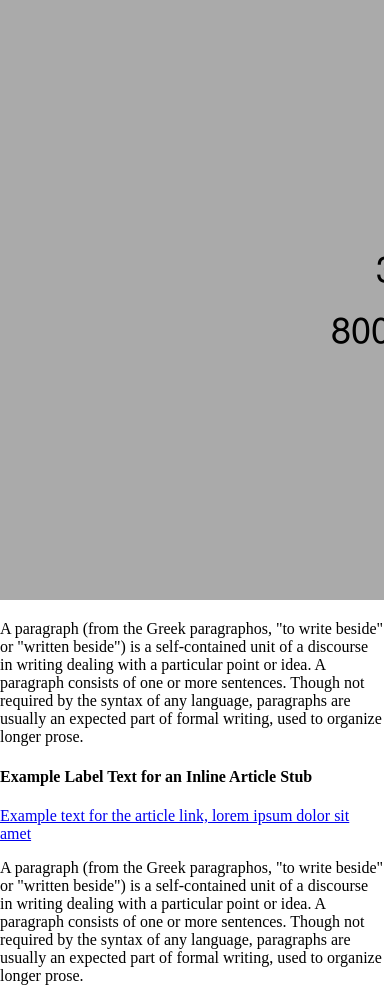 800
A paragraph (from the Greek paragraphos, "to write beside"
or "written beside") is a self-contained unit of a discourse
in writing dealing with a particular point or idea. A
paragraph consists of one or more sentences. Though not
required by the syntax of any language, paragraphs are
usually an expected part of formal writing, used to organize
longer prose.
Example Label Text for an Inline Article Stub
Example text for the article link, lorem ipsum dolor sit
amet
A paragraph (from the Greek paragraphos, "to write beside"
or "written beside") is a self-contained unit of a discourse
in writing dealing with a particular point or idea. A
paragraph consists of one or more sentences. Though not
required by the syntax of any language, paragraphs are
usually an expected part of formal writing, used to organize
longer prose.